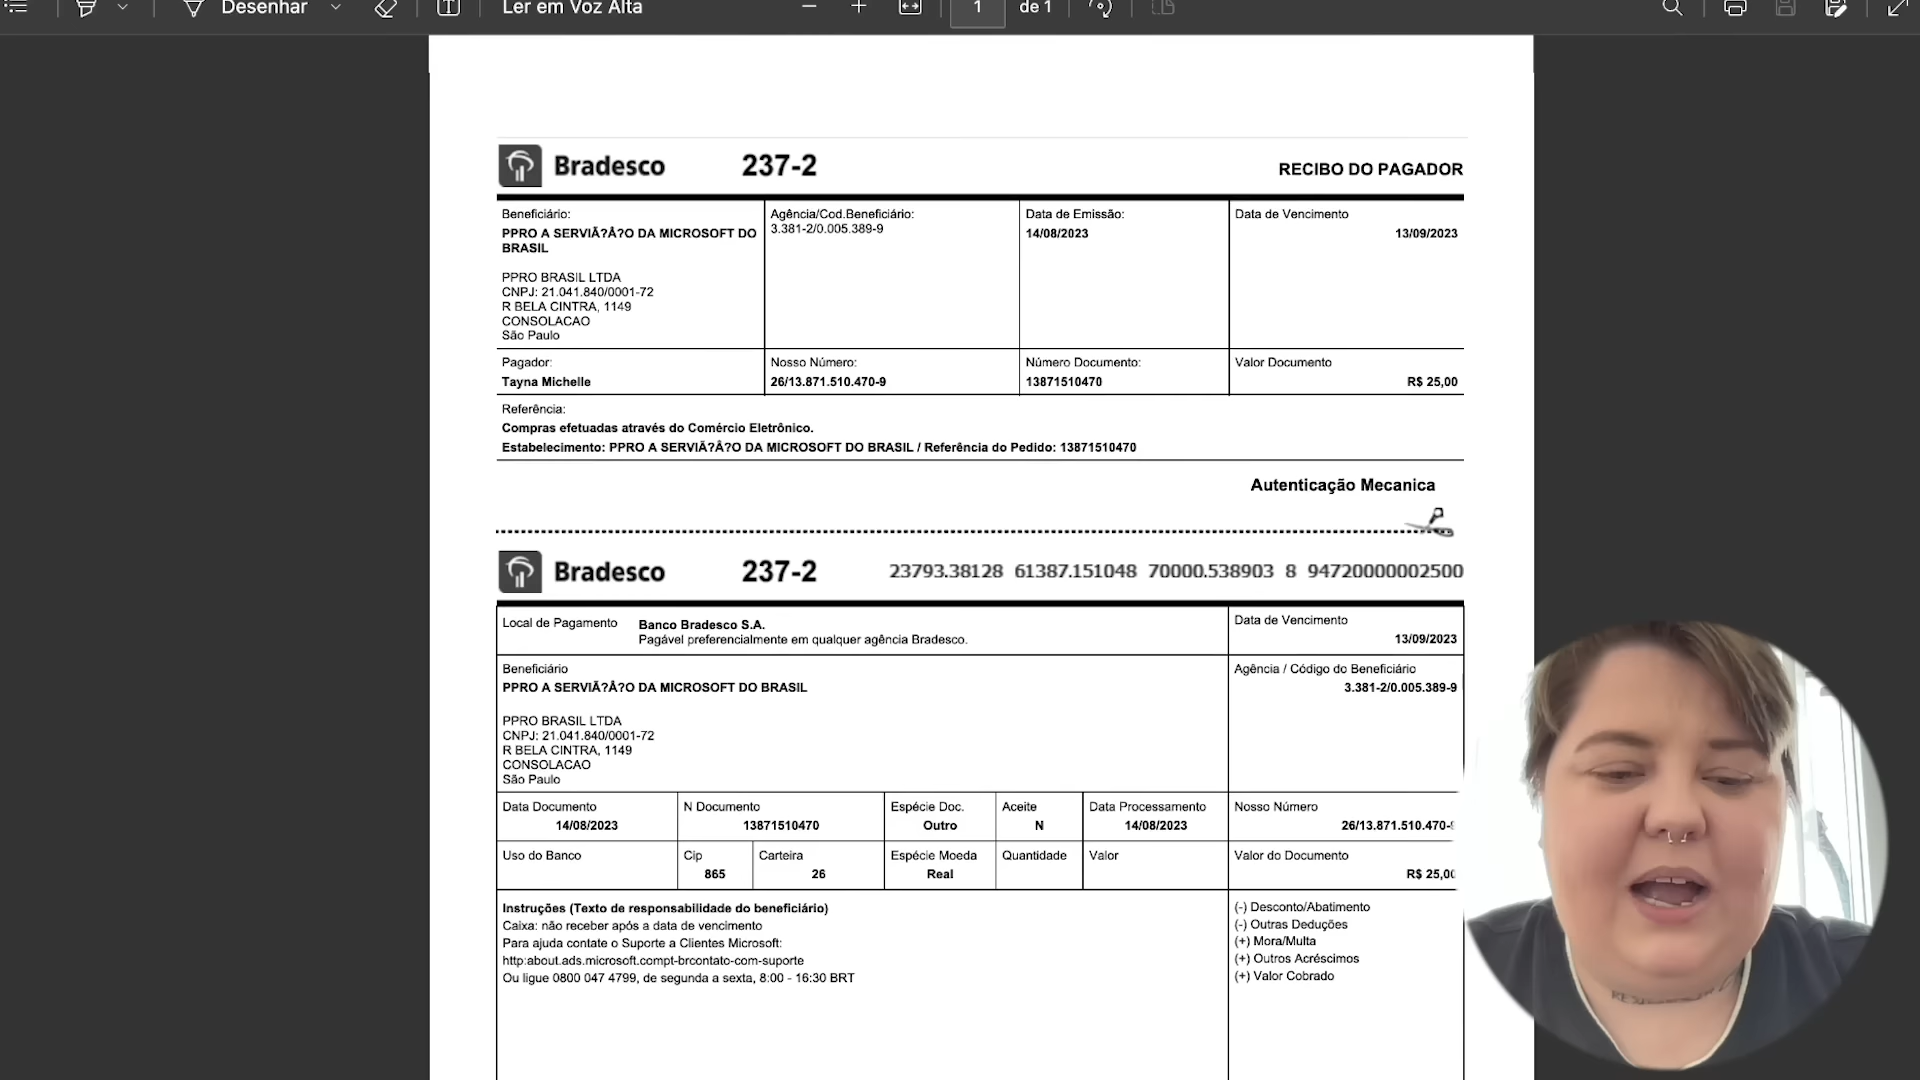 Desenhar
Ler em Voz Alta
1 de 1
Bradesco 237-2 RECIBO DO PAGADOR
Beneficiário: Agência/Cod.Beneficiário: Data de Emissão: Data de Vencimento
PPRO A SERVIÃ?Â?O DA MICROSOFT DO BRASIL 3.381-2/0.005.389-9 14/08/2023 13/09/2023
PPRO BRASIL LTDA
CNPJ: 21.041.840/0001-72
R BELA CINTRA, 1149
CONSOLACAO
São Paulo
Pagador: Nosso Número: Número Documento: Valor Documento
Tayna Michelle 26/13.871.510.470-9 13871510470 R$ 25,00
Referência:
Compras efetuadas através do Comércio Eletrônico.
Estabelecimento: PPRO A SERVIÃ?Â?O DA MICROSOFT DO BRASIL / Referência do Pedido: 13871510470
Autenticação Mecanica
Bradesco 237-2 23793.38128 61387.151048 70000.538903 8 94720000002500
Local de Pagamento Banco Bradesco S.A. Data de Vencimento
Pagável preferencialmente em qualquer agência Bradesco. 13/09/2023
Beneficiário Agência / Código do Beneficiário
PPRO A SERVIÃ?Â?O DA MICROSOFT DO BRASIL 3.381-2/0.005.389-9
PPRO BRASIL LTDA
CNPJ: 21.041.840/0001-72
R BELA CINTRA, 1149
CONSOLACAO
São Paulo
Data Documento N Documento Espécie Doc. Aceite Data Processamento Nosso Número
14/08/2023 13871510470 Outro N 14/08/2023 26/13.871.510.470-9
Uso do Banco Cip Carteira Espécie Moeda Quantidade Valor Valor do Documento
865 26 Real R$ 25,00
Instruções (Texto de responsabilidade do beneficiário)
Caixa: não receber após a data de vencimento
Para ajuda contate o Suporte a Clientes Microsoft:
http:about.ads.microsoft.compt-brcontato-com-suporte
Ou ligue 0800 047 4799, de segunda a sexta, 8:00 - 16:30 BRT
(-) Desconto/Abatimento
(-) Outras Deduções
(+) Mora/Multa
(+) Outros Acréscimos
(+) Valor Cobrado